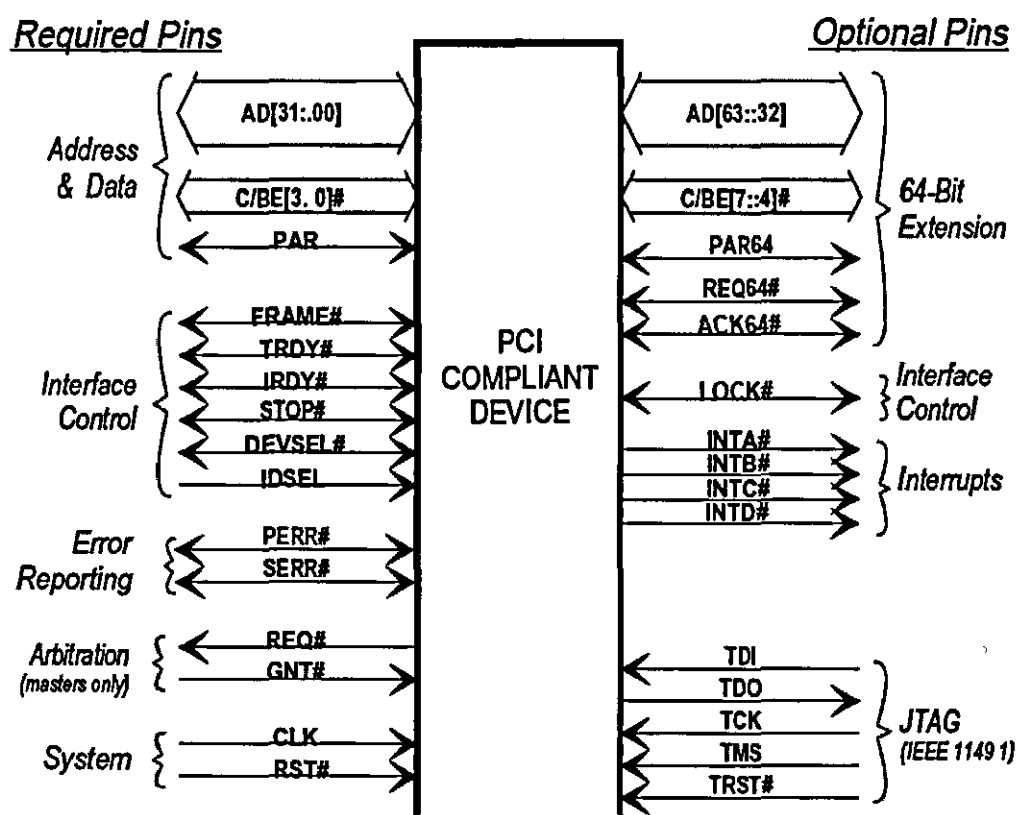 Required Pins
Optional Pins
Address
& Data
AD[31:.00]
C/BE[3. 0]#
PAR
Interface
Control
FRAME#
TRDY#
IRDY#
STOP#
DEVSEL#
IDSEL
Error
Reporting
PERR#
SERR#
Arbitration
(masters only)
REQ#
GNT#
System
CLK
RST#
PCI
COMPLIANT
DEVICE
AD[63::32]
C/BE[7::4]#
PAR64
REQ64#
ACK64#
64-Bit
Extension
LOCK#
Interface
Control
INTA#
INTB#
INTC#
INTD#
Interrupts
TDI
TDO
TCK
TMS
TRST#
JTAG
(IEEE 1149 1)